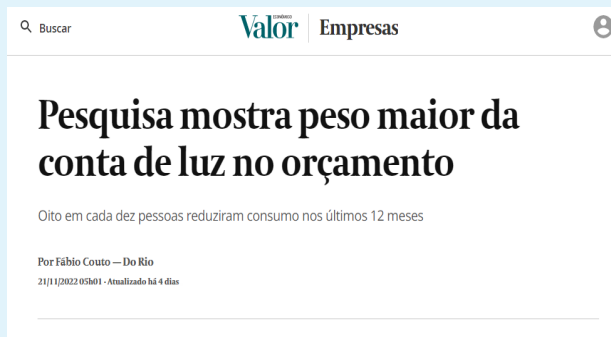 Buscar
Valor ECONÔMICO Empresas
Pesquisa mostra peso maior da
conta de luz no orçamento
Oito em cada dez pessoas reduziram consumo nos últimos 12 meses
Por Fábio Couto — Do Rio
21/11/2022 05h01 · Atualizado há 4 dias